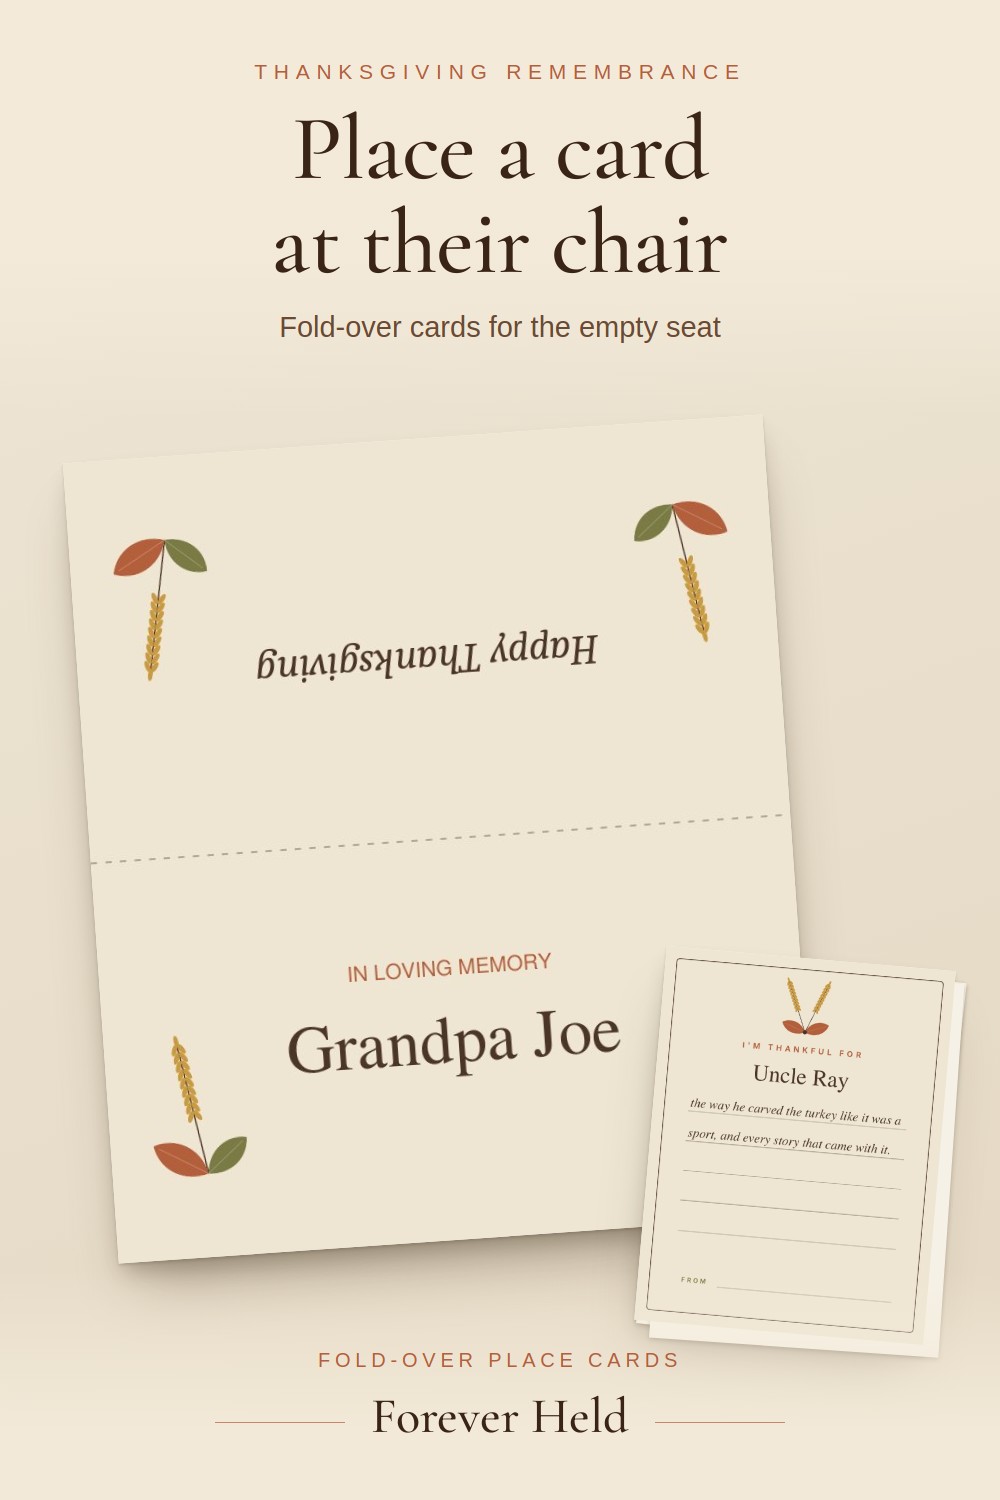 THANKSGIVING REMEMBRANCE
Place a card
at their chair
Fold-over cards for the empty seat
Happy Thanksgiving
IN LOVING MEMORY
Grandpa Joe
I'M THANKFUL FOR
Uncle Ray
the way he carved the turkey like it was a
sport, and every story that came with it.
FROM
FOLD-OVER PLACE CARDS
Forever Held